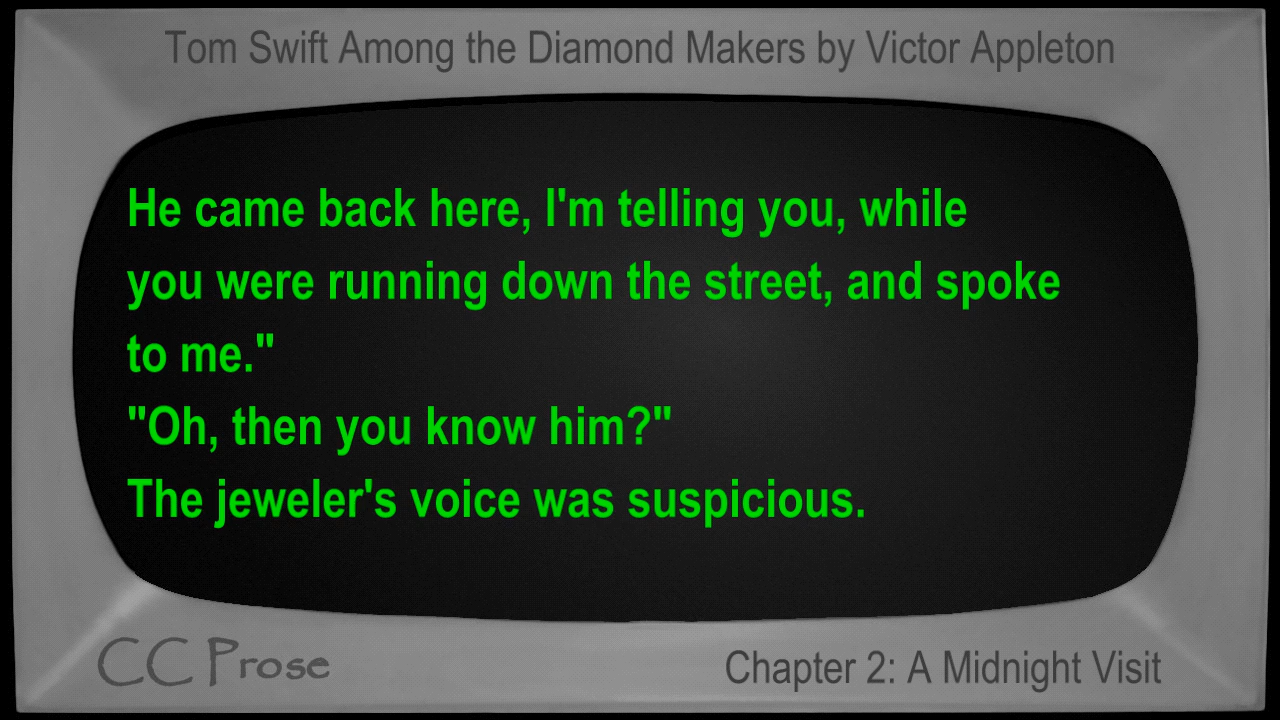 Tom Swift Among the Diamond Makers by Victor Appleton
He came back here, I'm telling you, while
you were running down the street, and spoke
to me."
"Oh, then you know him?"
The jeweler's voice was suspicious.
CC Prose
Chapter 2: A Midnight Visit